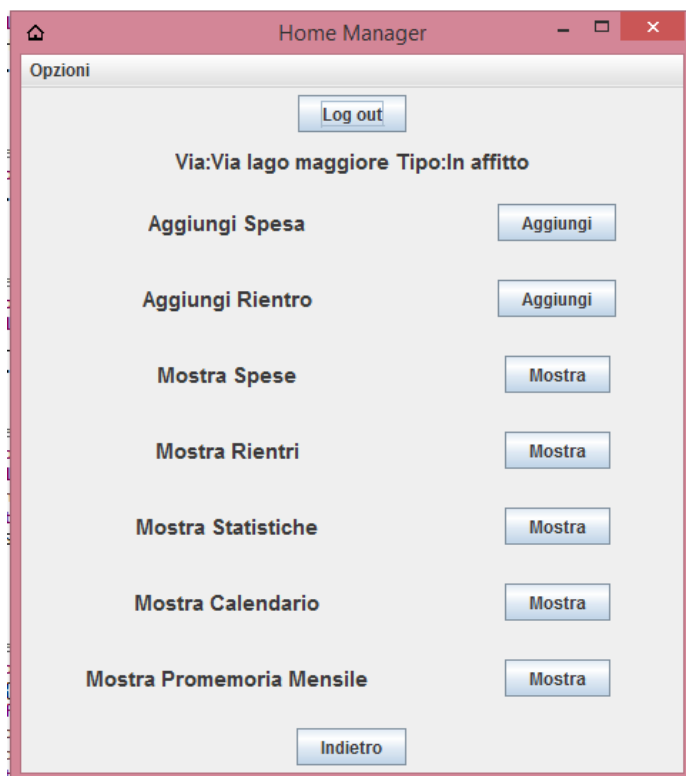 Home Manager
Opzioni
Log out
Via:Via lago maggiore Tipo:In affitto
Aggiungi Spesa Aggiungi
Aggiungi Rientro Aggiungi
Mostra Spese Mostra
Mostra Rientri Mostra
Mostra Statistiche Mostra
Mostra Calendario Mostra
Mostra Promemoria Mensile Mostra
Indietro